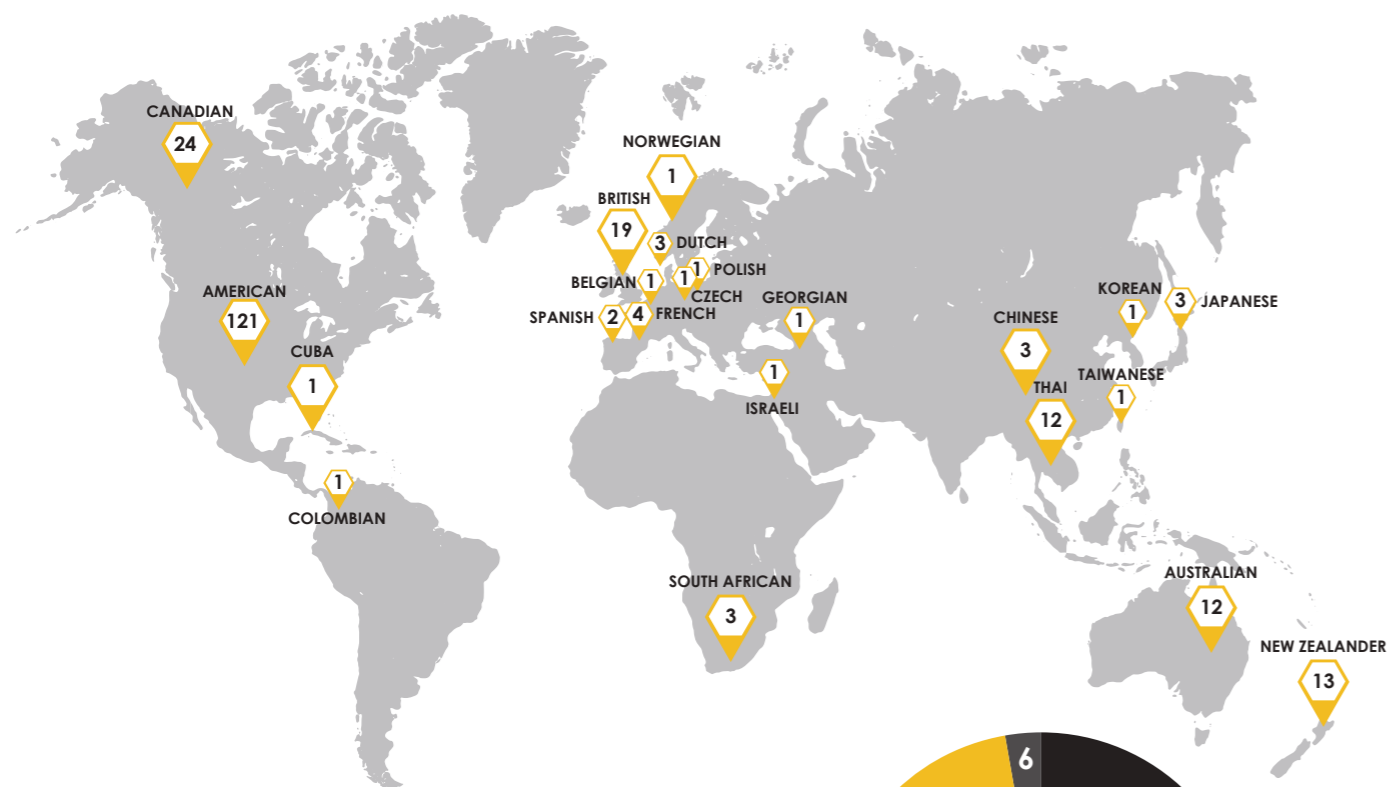 CANADIAN
24
NORWEGIAN
1
BRITISH
19
3 DUTCH
1 POLISH
BELGIAN 1
1
CZECH
AMERICAN
121
SPANISH 2
4 FRENCH
GEORGIAN
1
CUBA
1
ISRAELI
1
KOREAN
1
3 JAPANESE
CHINESE
3
TAIWANESE
1
THAI
12
1
COLOMBIAN
SOUTH AFRICAN
3
AUSTRALIAN
12
NEW ZEALANDER
13
6